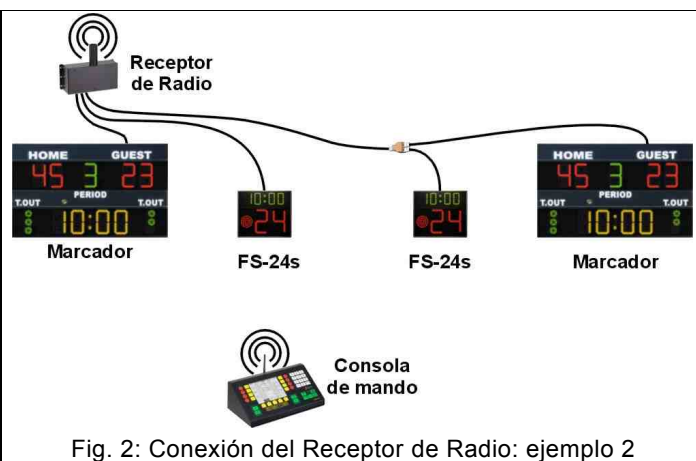 Receptor
de Radio
HOME GUEST
45 3 23
PERIOD
T.OUT T.OUT
10:00
Marcador
10:00
24
FS-24s
10:00
24
FS-24s
HOME GUEST
45 3 23
PERIOD
T.OUT T.OUT
10:00
Marcador
Consola
de mando
Fig. 2: Conexión del Receptor de Radio: ejemplo 2